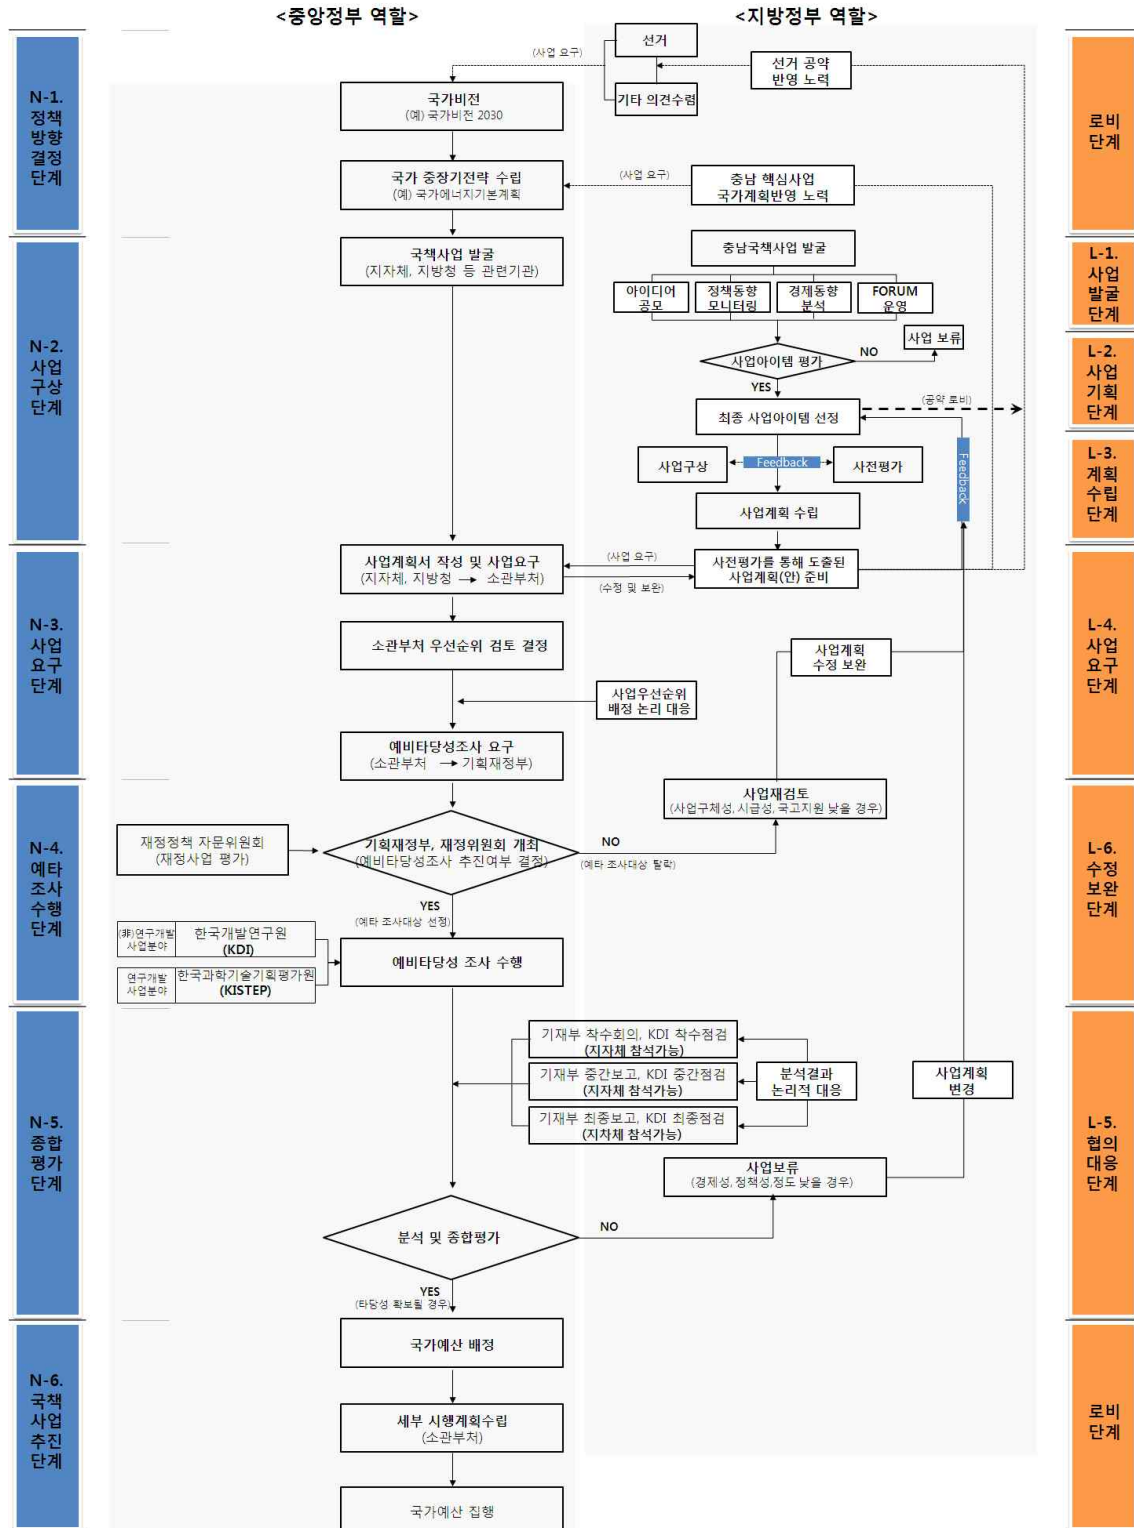 <중앙정부 역할>
<지방정부 역할>
N-1.
정책
방향
결정
단계
로비
단계
선거
(사업 요구)
선거 공약
반영 노력
기타 의견수렴
국가비전
(예) 국가비전 2030
국가 중장기전략 수립
(예) 국가에너지기본계획
(사업 요구)
충남 핵심사업
국가계획반영 노력
N-2.
사업
구상
단계
L-1.
사업
발굴
단계
L-2.
사업
기획
단계
L-3.
계획
수립
단계
국책사업 발굴
(지자체, 지방청 등 관련기관)
충남국책사업 발굴
아이디어
공모
정책동향
모니터링
경제동향
분석
FORUM
운영
사업 보류
NO
사업아이템 평가
YES
(공약 로비)
최종 사업아이템 선정
사업구상
Feedback
사전평가
Feedback
사업계획 수립
N-3.
사업
요구
단계
L-4.
사업
요구
단계
사업계획서 작성 및 사업요구
(지자체, 지방청 → 소관부처)
(사업 요구)
(수정 및 보완)
사전평가를 통해 도출된
사업계획(안) 준비
소관부처 우선순위 검토 결정
사업계획
수정 보완
사업우선순위
배정 논리 대응
예비타당성조사 요구
(소관부처 → 기획재정부)
N-4.
예타
조사
수행
단계
L-6.
수정
보완
단계
사업재검토
(사업구체성, 시급성, 국고지원 낮을 경우)
재정정책 자문위원회
(재정사업 평가)
기획재정부, 재정위원회 개최
(예비타당성조사 추진여부 결정)
NO
(예타 조사대상 탈락)
YES
(예타 조사대상 선정)
(非)연구개발
사업분야
한국개발연구원
(KDI)
연구개발
사업분야
한국과학기술기획평가원
(KISTEP)
예비타당성 조사 수행
N-5.
종합
평가
단계
L-5.
협의
대응
단계
기재부 착수회의, KDI 착수점검
(지자체 참석가능)
기재부 중간보고, KDI 중간점검
(지자체 참가능)
기재부 최종보고, KDI 최종점검
(지차체 참석가능)
분석결과
논리적 대응
사업계획
변경
사업보류
(경제성, 정책성,정도 낮을 경우)
분석 및 종합평가
NO
YES
(타당성 확보될 경우)
N-6.
국책
사업
추진
단계
로비
단계
국가예산 배정
세부 시행계획수립
(소관부처)
국가예산 집행